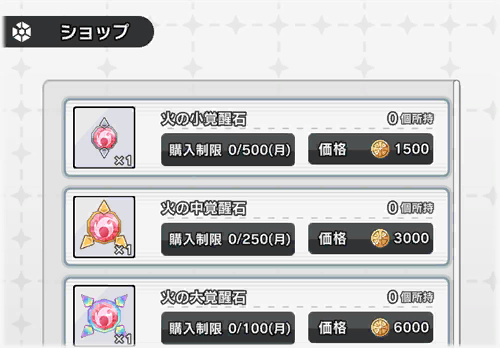 ショップ
火の小覚醒石 0個所持
×1 購入制限 0/500(月) 価格 1500
火の中覚醒石 0個所持
×1 購入制限 0/250(月) 価格 3000
火の大覚醒石 0個所持
×1 購入制限 0/100(月) 価格 6000